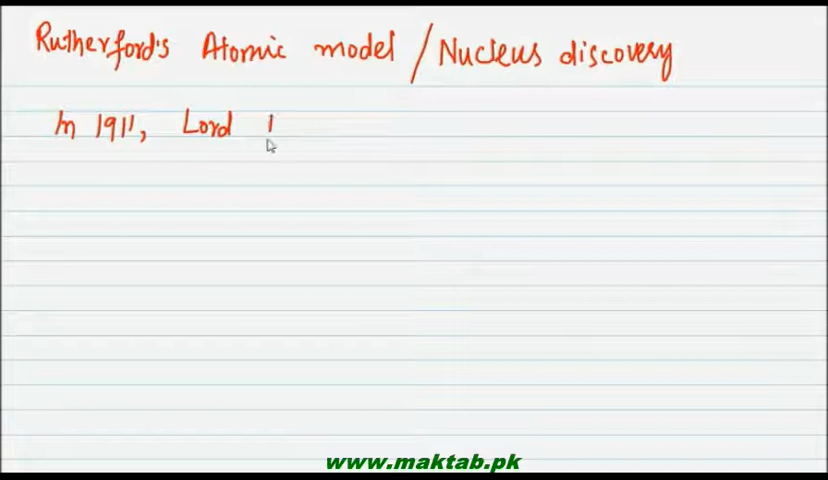 Rutherford's Atomic model / Nucleus discovery
In 1911, Lord
www.maktab.pk